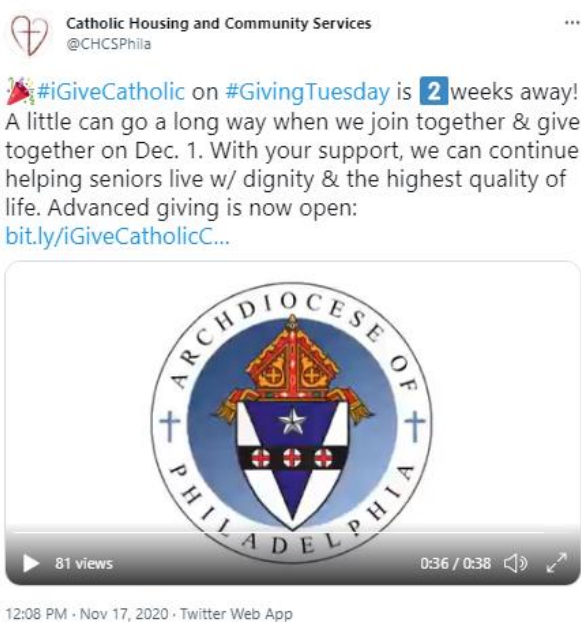 Catholic Housing and Community Services
@CHCSPhila
#iGiveCatholic on #GivingTuesday is 2 weeks away!
A little can go a long way when we join together & give
together on Dec. 1. With your support, we can continue
helping seniors live w/ dignity & the highest quality of
life. Advanced giving is now open:
bit.ly/iGiveCatholicC...
ARCHDIOCESE OF
PHILADELPHIA
81 views
0:36 / 0:38
12:08 PM · Nov 17, 2020 · Twitter Web App